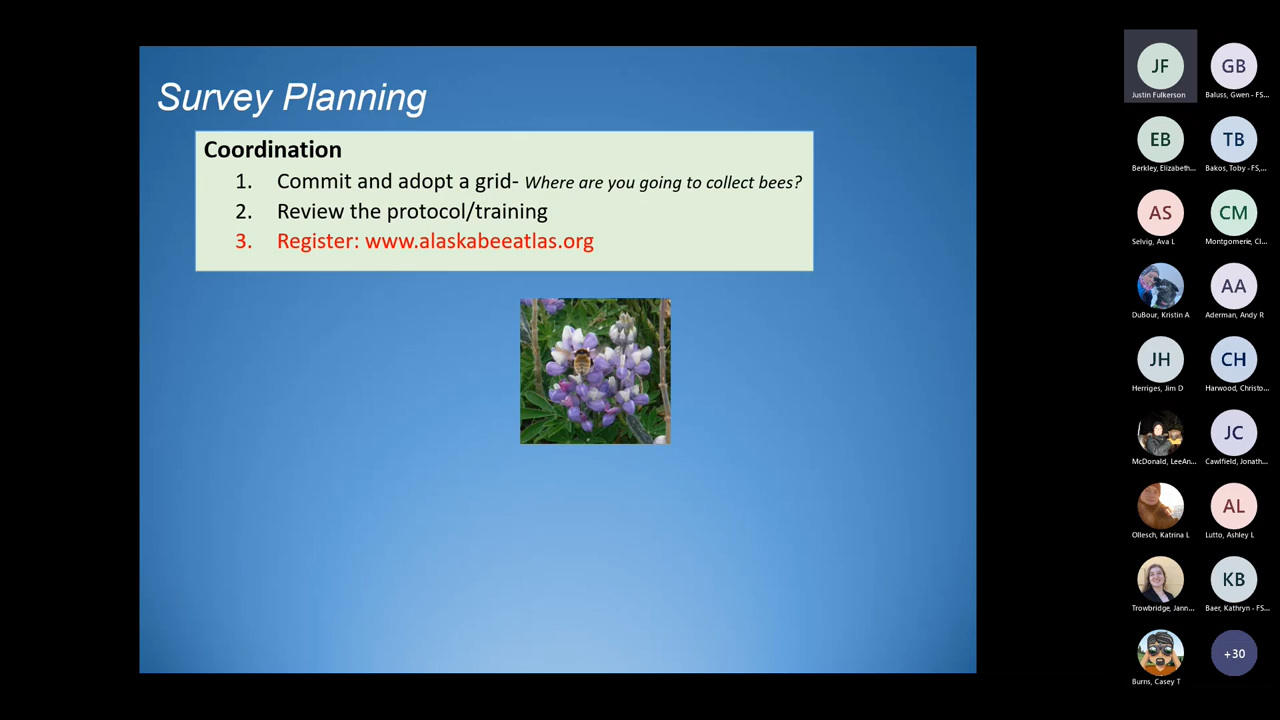 Survey Planning
Coordination
1. Commit and adopt a grid- Where are you going to collect bees?
2. Review the protocol/training
3. Register: www.alaskabeeatlas.org
JF
Justin Fulkerson
GB
Baluss, Gwen - FS...
EB
Berkley, Elizabeth...
TB
Bakos, Toby - FS,...
AS
Selvig, Ava L
CM
Montgomerie, Cl...
DuBour, Kristin A
AA
Aderman, Andy R
JH
Herriges, Jim D
CH
Harwood, Christo...
McDonald, LeeAn...
JC
Cawlfield, Jonath...
Ollesch, Katrina L
AL
Lutto, Ashley L
Trowbridge, Jann...
KB
Baer, Kathryn - FS...
Burns, Casey T
+30